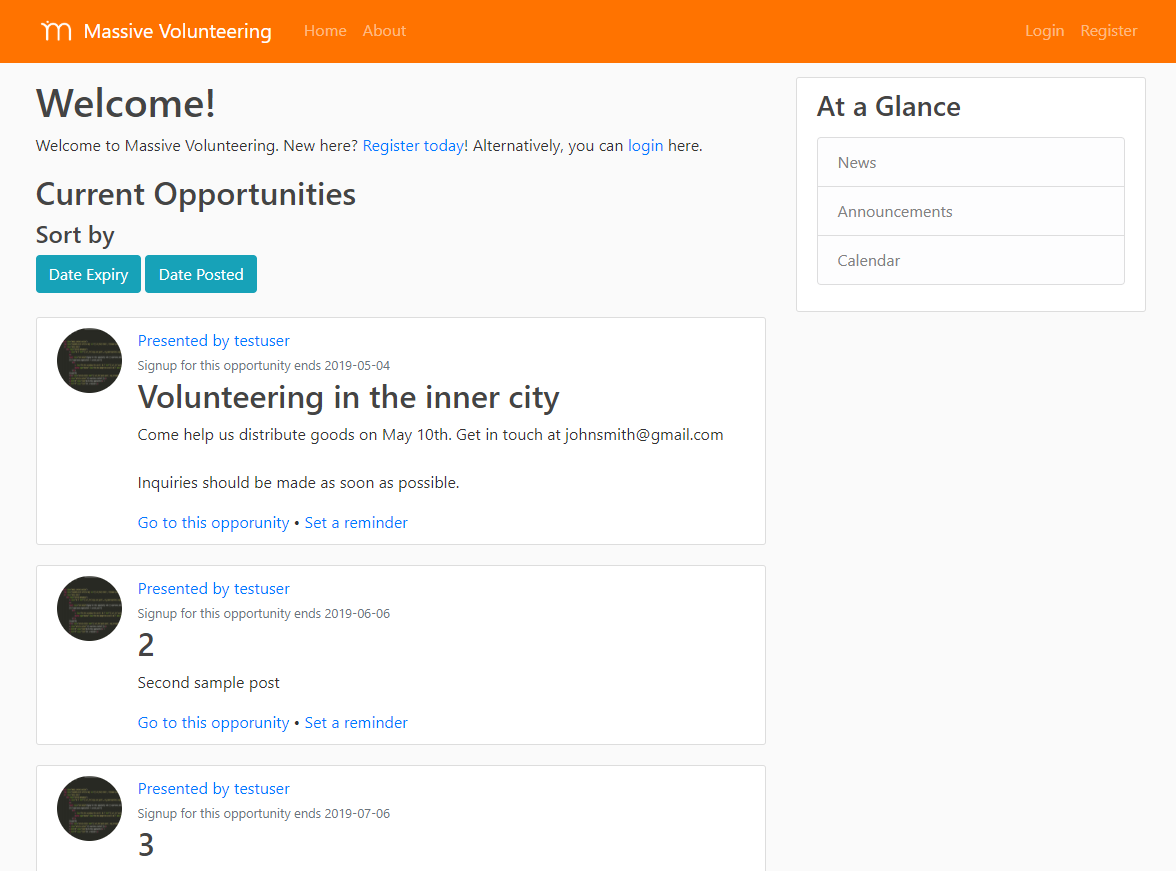 m Massive Volunteering Home About Login Register
Welcome!
Welcome to Massive Volunteering. New here? Register today! Alternatively, you can login here.
Current Opportunities
Sort by
Date Expiry Date Posted
Presented by testuser
Signup for this opportunity ends 2019-05-04
Volunteering in the inner city
Come help us distribute goods on May 10th. Get in touch at johnsmith@gmail.com
Inquiries should be made as soon as possible.
Go to this opporunity • Set a reminder
Presented by testuser
Signup for this opportunity ends 2019-06-06
2
Second sample post
Go to this opporunity • Set a reminder
Presented by testuser
Signup for this opportunity ends 2019-07-06
3
At a Glance
News
Announcements
Calendar